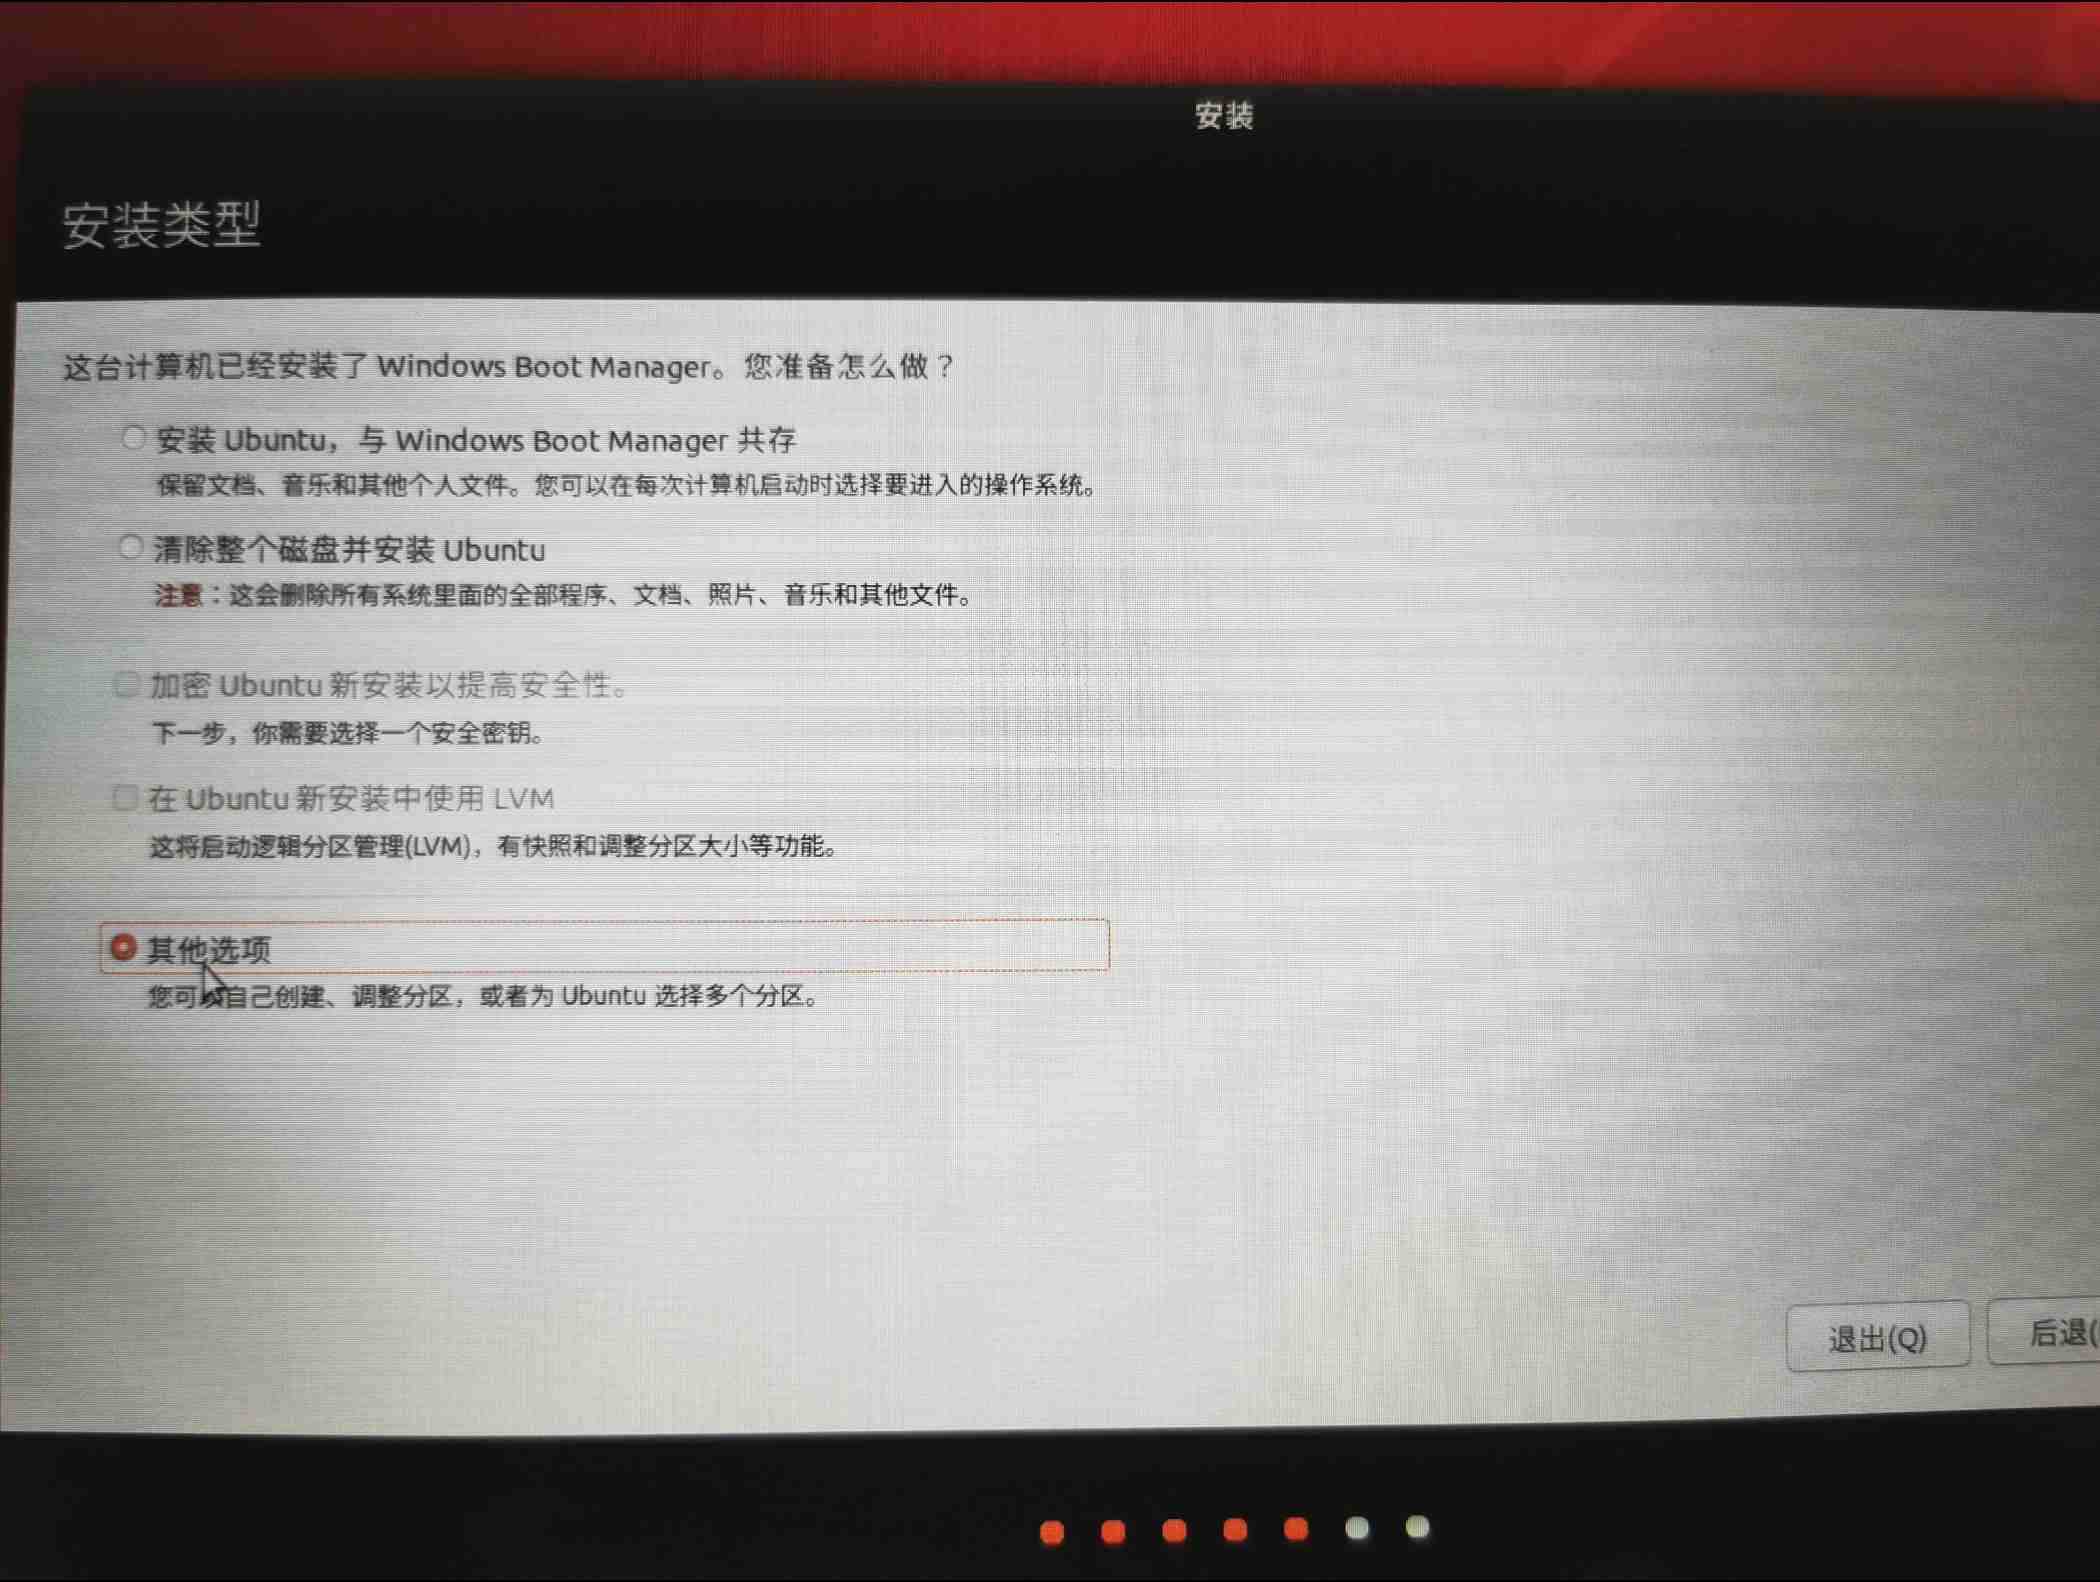 安装
安装类型
这台计算机已经安装了 Windows Boot Manager。您准备怎么做？
安装 Ubuntu，与 Windows Boot Manager 共存
保留文档、音乐和其他个人文件。您可以在每次计算机启动时选择要进入的操作系统。
清除整个磁盘并安装 Ubuntu
注意：这会删除所有系统里面的全部程序、文档、照片、音乐和其他文件。
加密 Ubuntu 新安装以提高安全性。
下一步，你需要选择一个安全密钥。
在 Ubuntu 新安装中使用 LVM
这将启动逻辑分区管理(LVM)，有快照和调整分区大小等功能。
其他选项
您可以自己创建、调整分区，或者为 Ubuntu 选择多个分区。
退出(Q)
后退(